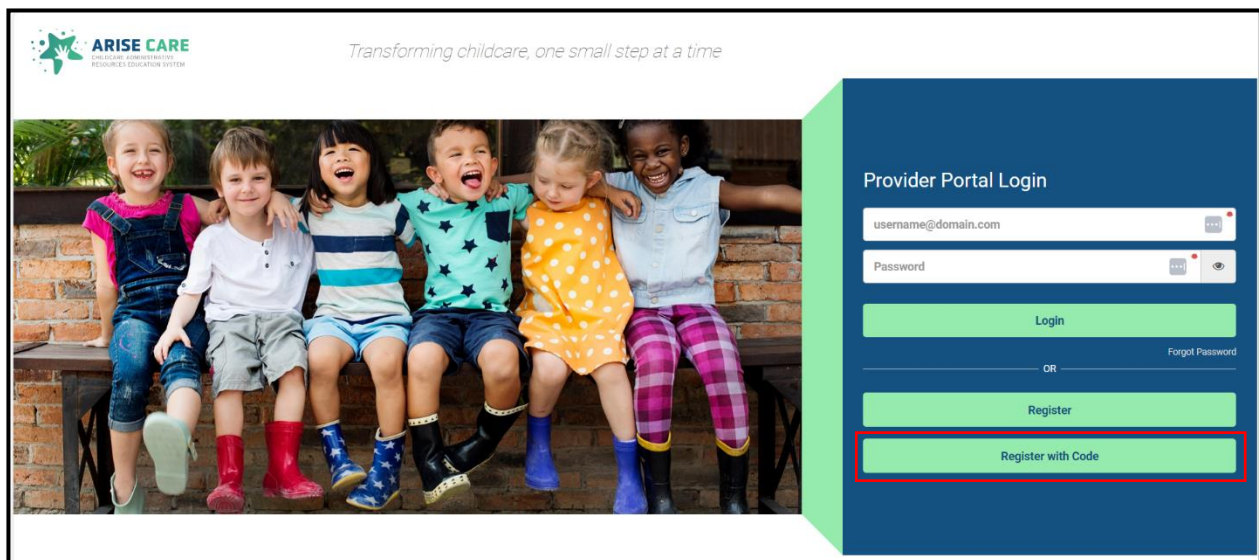 ARISE CARE
CHILDCARE ADMINISTRATIVE
RESOURCES EDUCATION SYSTEM
Transforming childcare, one small step at a time
Provider Portal Login
username@domain.com
Password
Login
Forgot Password
OR
Register
Register with Code